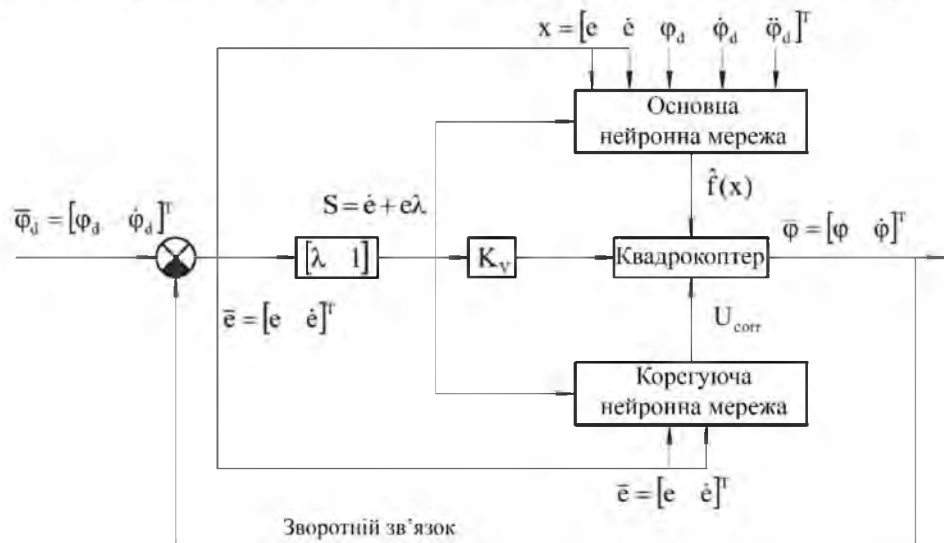 x = [e ė φ_d φ̇_d φ̈_d]ᵀ
Основна
нейронна мережа
f̂(x)
S = ė + eλ
φ̅_d = [φ_d φ̇_d]ᵀ
[λ 1]
K_V
Квадрокоптер
φ̅ = [φ φ̇]ᵀ
e̅ = [e ė]ᵀ
U_corr
Корегуюча
нейронна мережа
e̅ = [e ė]ᵀ
Зворотній зв’язок